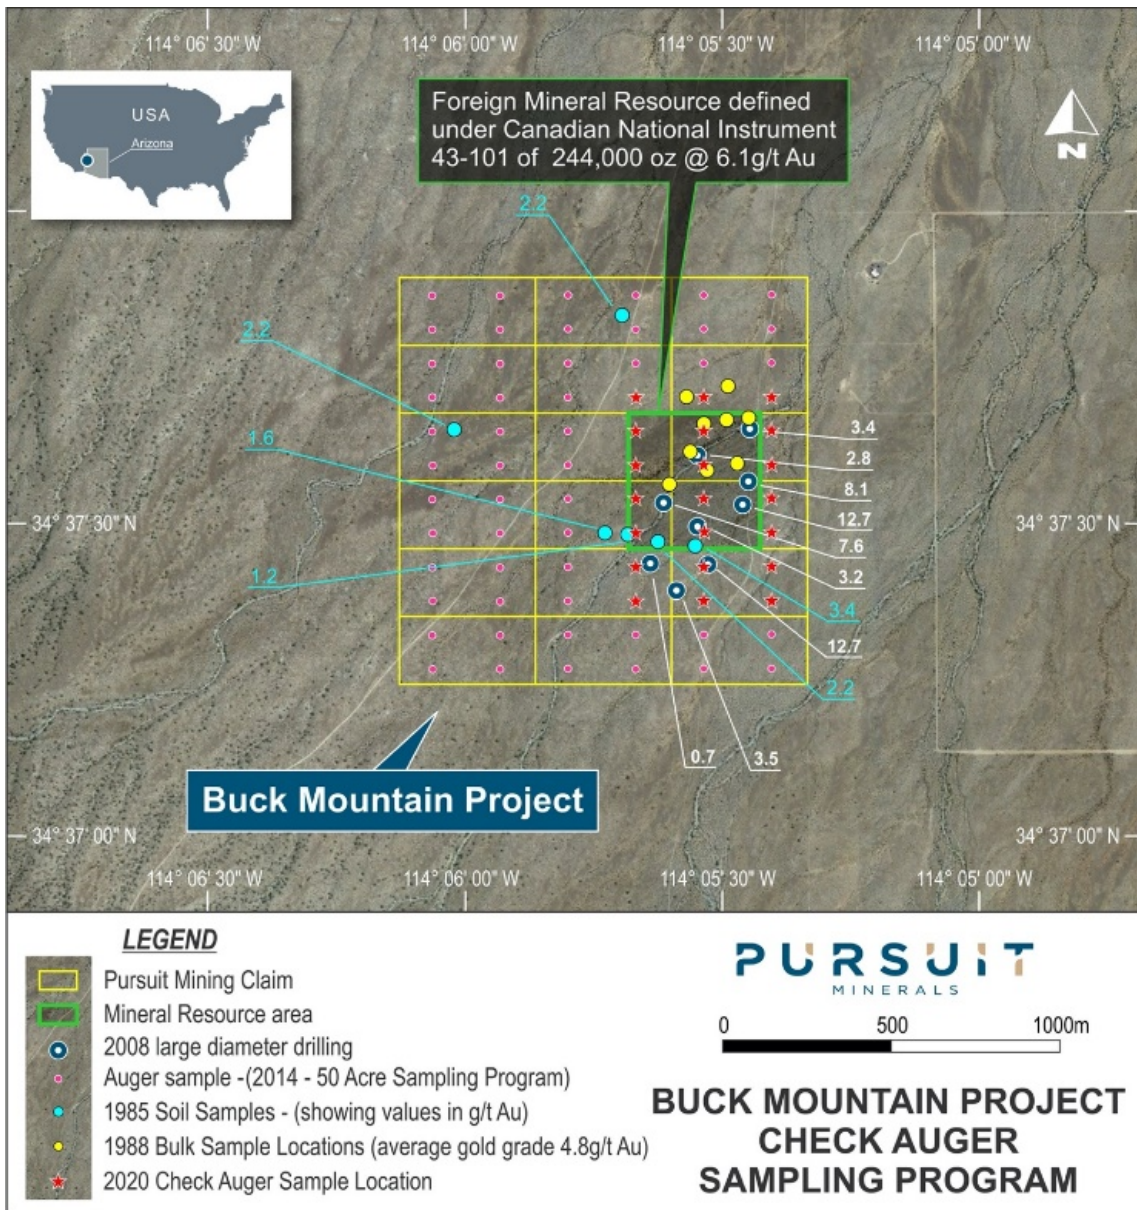 114° 06' 30" W
114° 06' 00" W
114° 05' 30" W
114° 05' 00" W
USA
Arizona
Foreign Mineral Resource defined
under Canadian National Instrument
43-101 of 244,000 oz @ 6.1g/t Au
N
2.2
2.2
1.6
1.2
3.4
2.8
8.1
12.7
7.6
3.2
3.4
12.7
2.2
0.7
3.5
34° 37' 30" N
34° 37' 30" N
Buck Mountain Project
34° 37' 00" N
34° 37' 00" N
114° 06' 30" W
114° 06' 00" W
114° 05' 30" W
114° 05' 00" W
LEGEND
Pursuit Mining Claim
Mineral Resource area
2008 large diameter drilling
Auger sample -(2014 - 50 Acre Sampling Program)
1985 Soil Samples - (showing values in g/t Au)
1988 Bulk Sample Locations (average gold grade 4.8g/t Au)
2020 Check Auger Sample Location
PURSUIT
MINERALS
0 500 1000m
BUCK MOUNTAIN PROJECT
CHECK AUGER
SAMPLING PROGRAM